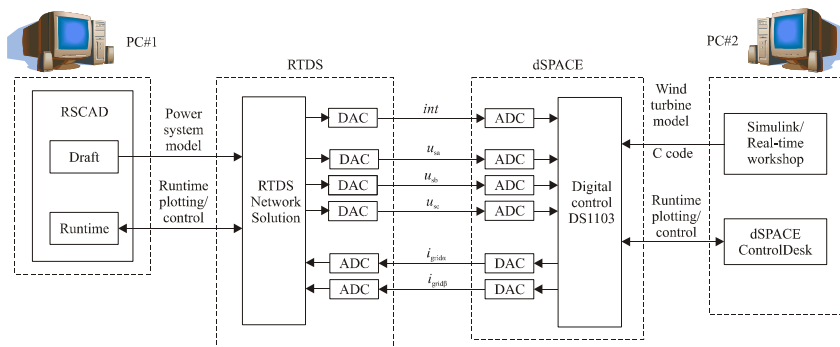 PC#1
PC#2
RTDS
dSPACE
RSCAD
Draft
Runtime
Power
system
model
Runtime
plotting/
control
RTDS
Network
Solution
DAC
int
ADC
DAC
u_sa
ADC
DAC
u_sb
ADC
DAC
u_sc
ADC
ADC
i_gridα
DAC
ADC
i_gridβ
DAC
Digital
control
DS1103
Wind
turbine
model
C code
Runtime
plotting/
control
Simulink/
Real-time
workshop
dSPACE
ControlDesk